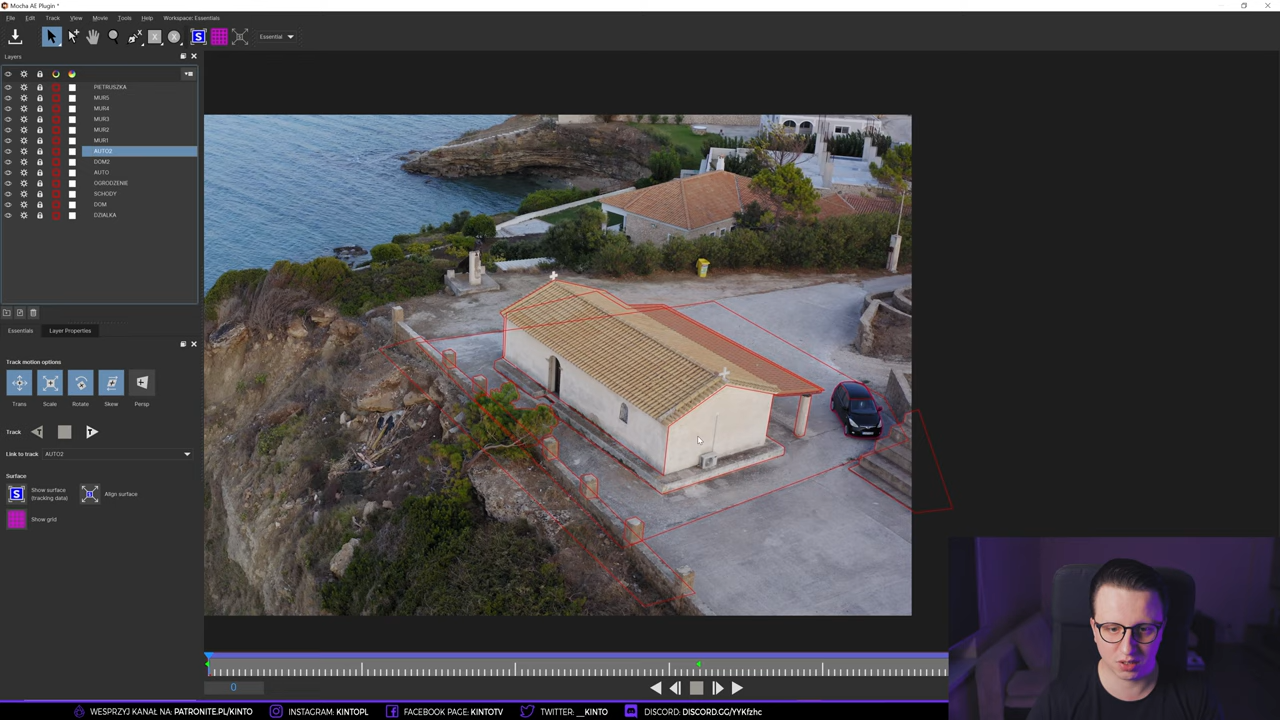 Mocha AE Plugin *
File Edit Track View Movie Tools Help Workspace: Essentials
Essential
Layers
PIETRUSZKA
MUR5
MUR4
MUR3
MUR2
MUR1
AUTO2
DOM2
AUTO
OGRODZENIE
SCHODY
DOM
DZIALKA
Essentials Layer Properties
Track motion options
Trans Scale Rotate Skew Persp
Track
Link to track AUTO2
Surface
Show surface (tracking data)
Align surface
Show grid
0
WESPRZYJ KANAŁ NA: PATRONITE.PL/KINTO INSTAGRAM: KINTOPL FACEBOOK PAGE: KINTOTV TWITTER: __KINTO DISCORD: DISCORD.GG/YYKfzhc